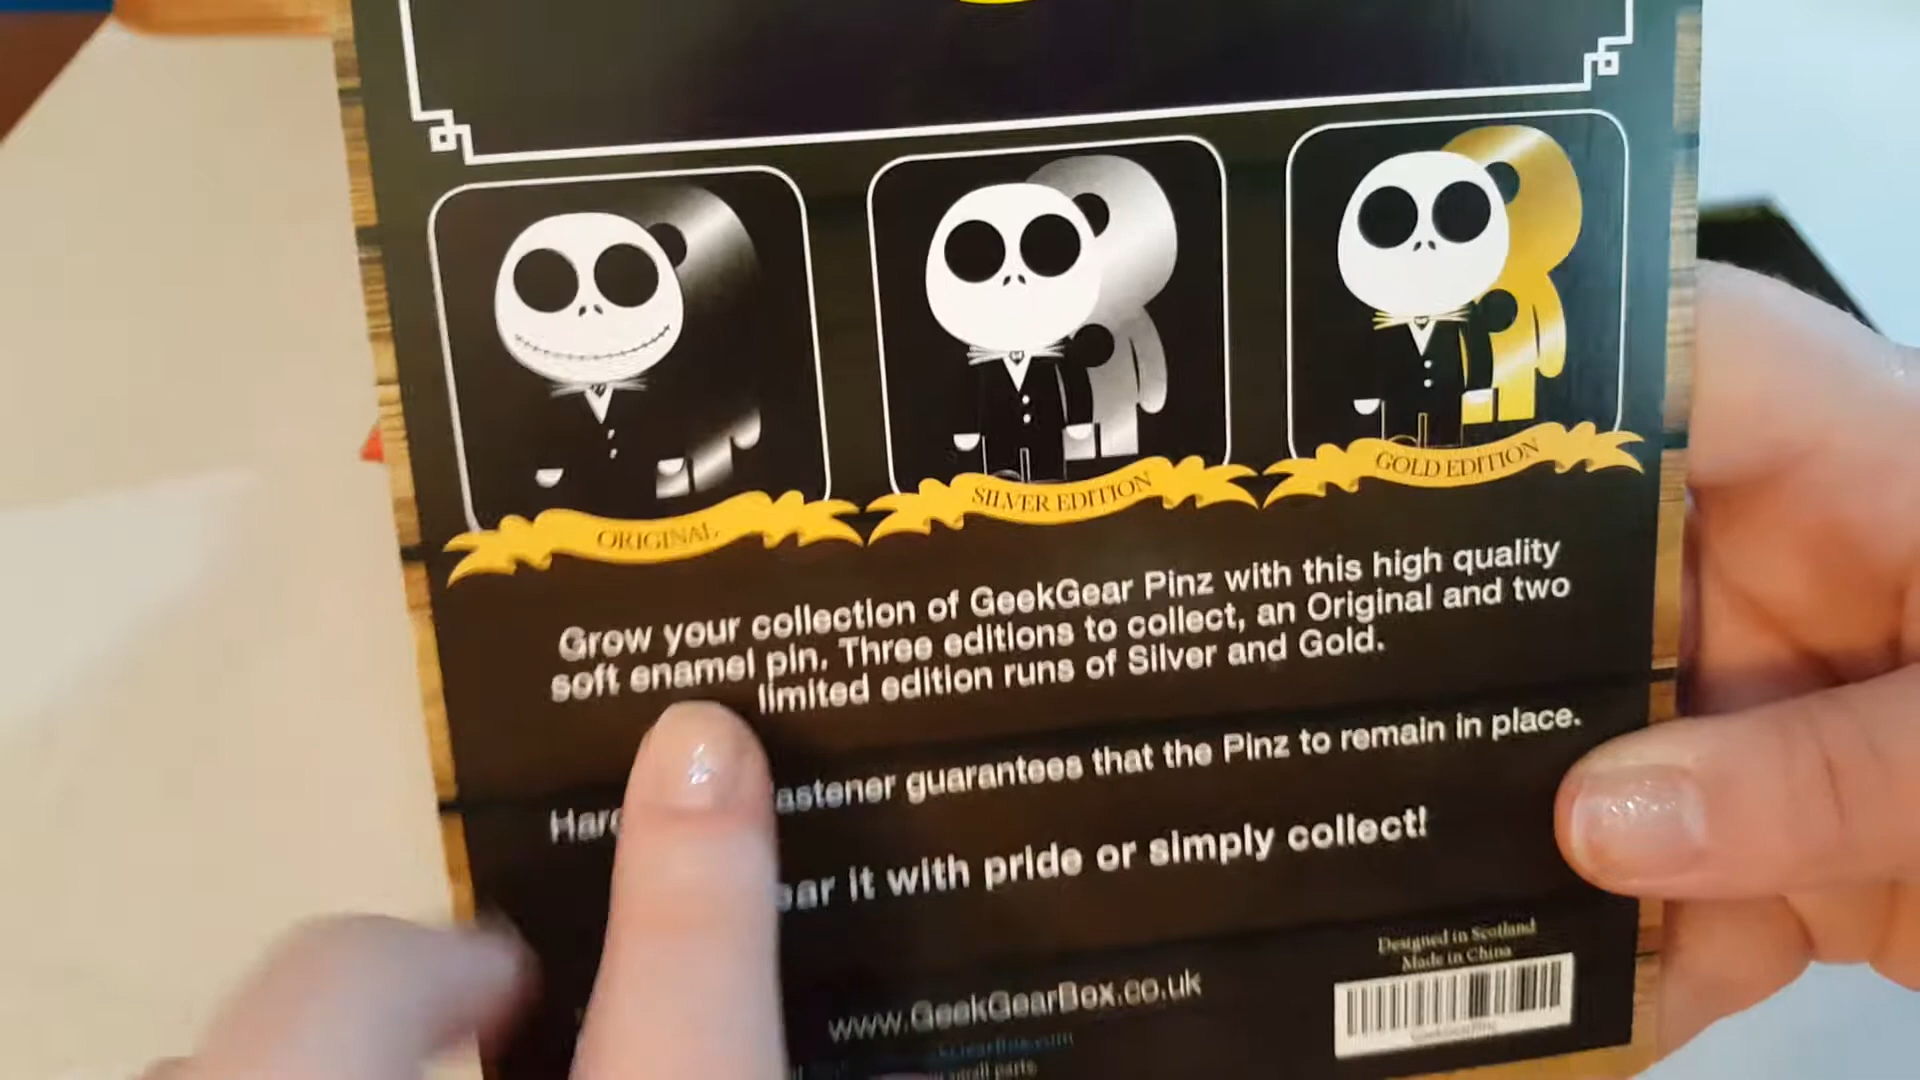 ORIGINAL
SILVER EDITION
GOLD EDITION
Grow your collection of GeekGear Pinz with this high quality
soft enamel pin. Three editions to collect, an Original and two
limited edition runs of Silver and Gold.
guarantees that the Pinz to remain in place.
it with pride or simply collect!
Designed in Scotland
Made in China
www.GeekGearBox.co.uk
small parts